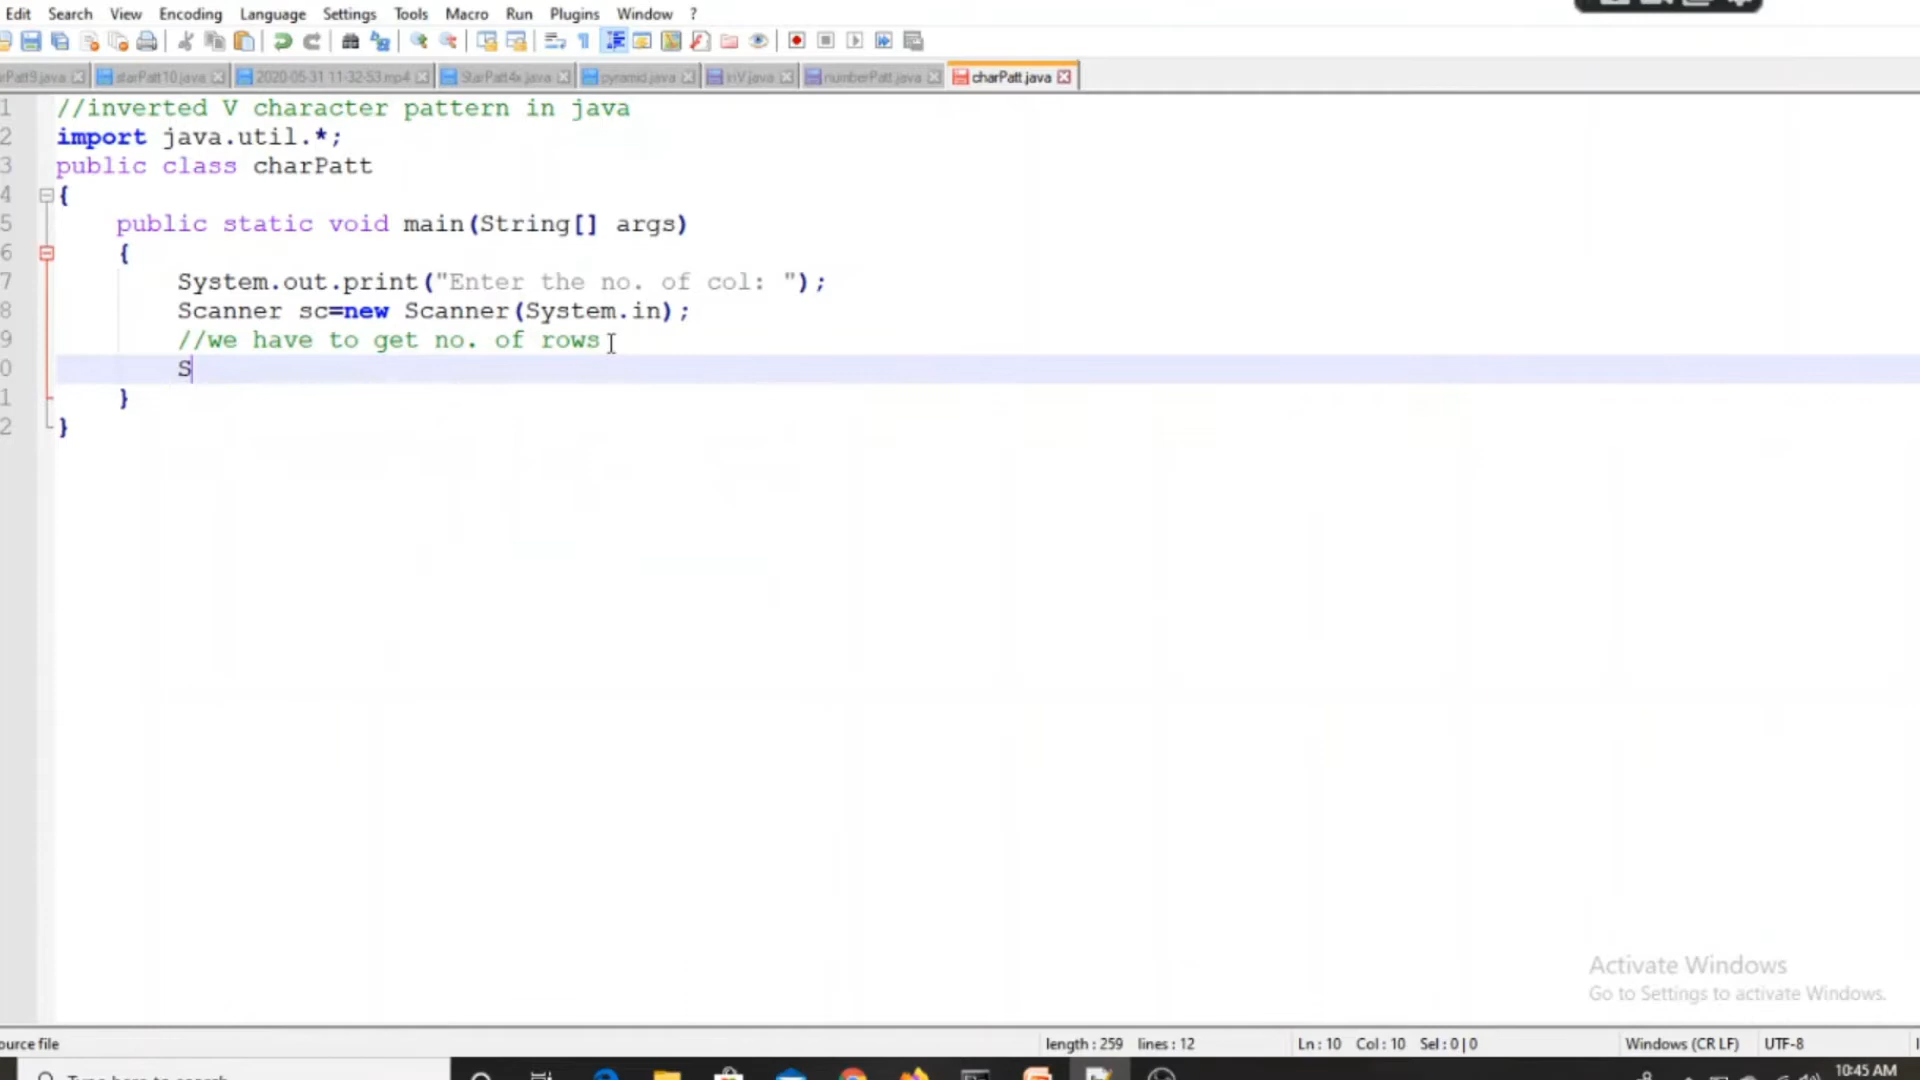 Edit Search View Encoding Language Settings Tools Macro Run Plugins Window ?
rPatt9.java starPatt10.java 2020-05-31 11-32-53.mp4 StarPatt4x.java pyramid.java inV.java numberPatt.java charPatt.java
1 //inverted V character pattern in java
2 import java.util.*;
3 public class charPatt
4 {
5 public static void main(String[] args)
6 {
7 System.out.print("Enter the no. of col: ");
8 Scanner sc=new Scanner(System.in);
9 //we have to get no. of rows
0 S
1 }
2 }
Activate Windows
Go to Settings to activate Windows.
ource file length : 259 lines : 12 Ln : 10 Col : 10 Sel : 0 | 0 Windows (CR LF) UTF-8
Type here to search 10:45 AM